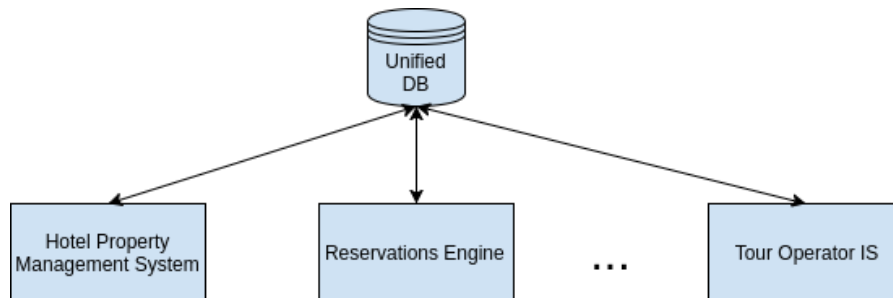 Unified
DB
Hotel Property
Management System
Reservations Engine
...
Tour Operator IS